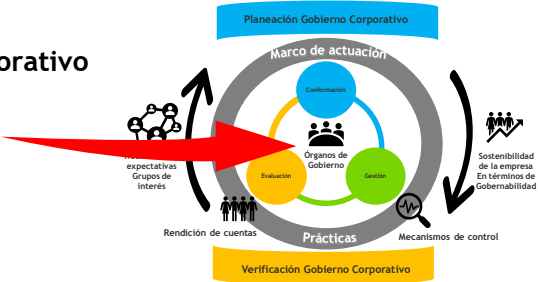 Planeación Gobierno Corporativo
orativo
Marco de actuación
Conformación
Órganos de
Gobierno
expectativas
Grupos de
interés
Evaluación
Gestión
Sostenibilidad
de la empresa
En términos de
Gobernabilidad
Rendición de cuentas
Prácticas
Mecanismos de control
Verificación Gobierno Corporativo